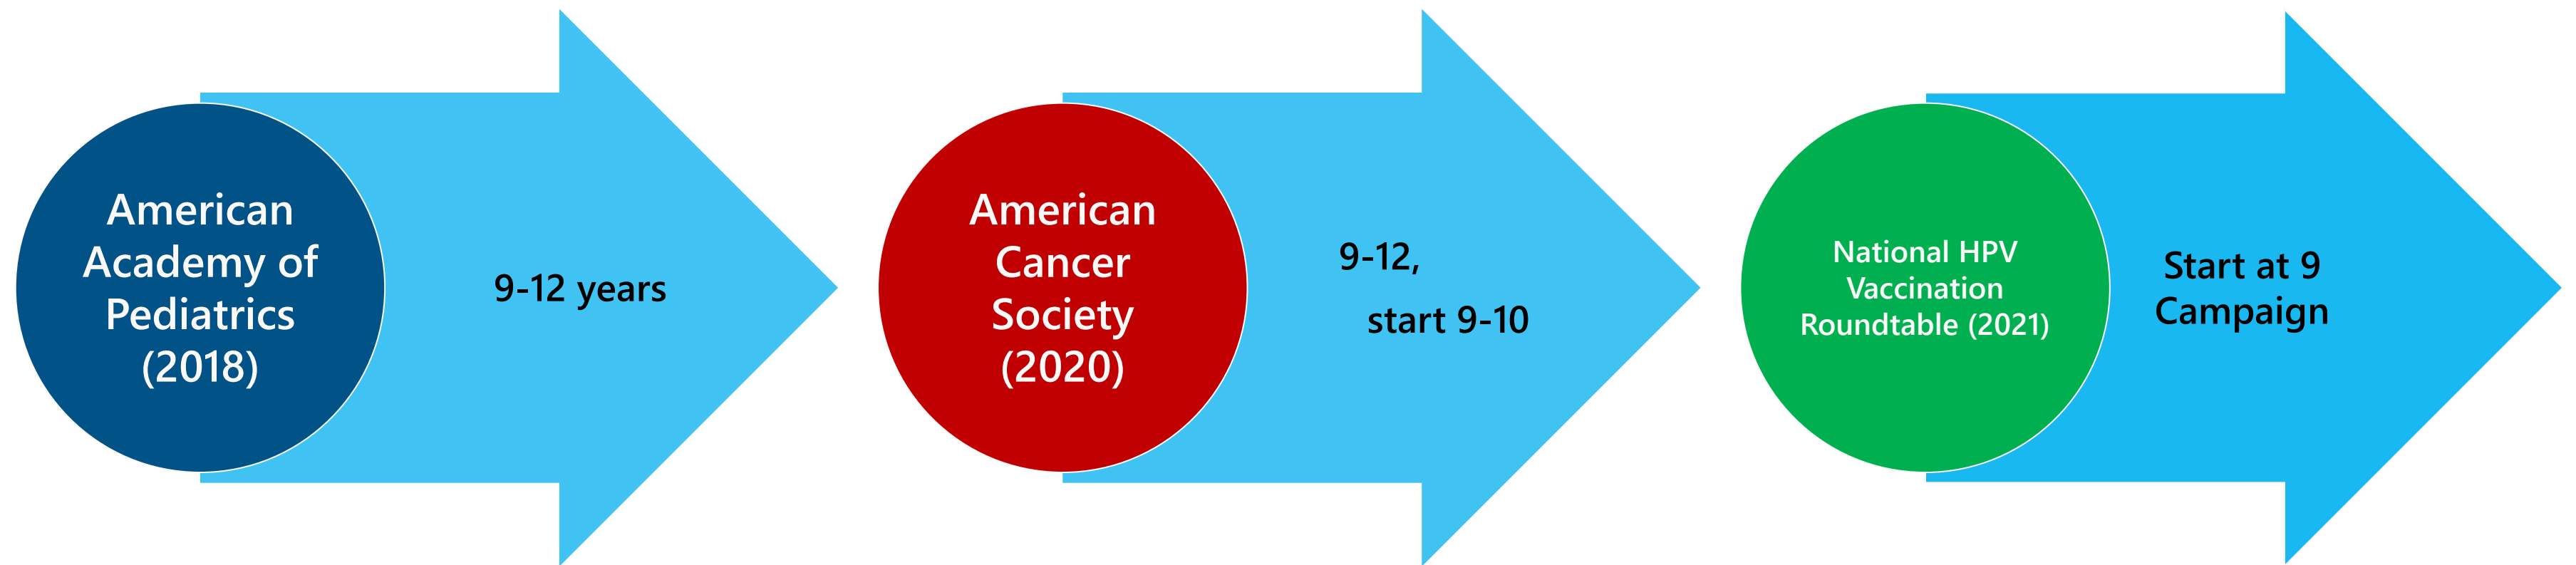 American
Academy of
Pediatrics
(2018)
9-12 years
American
Cancer
Society
(2020)
9-12,
start 9-10
National HPV
Vaccination
Roundtable (2021)
Start at 9
Campaign